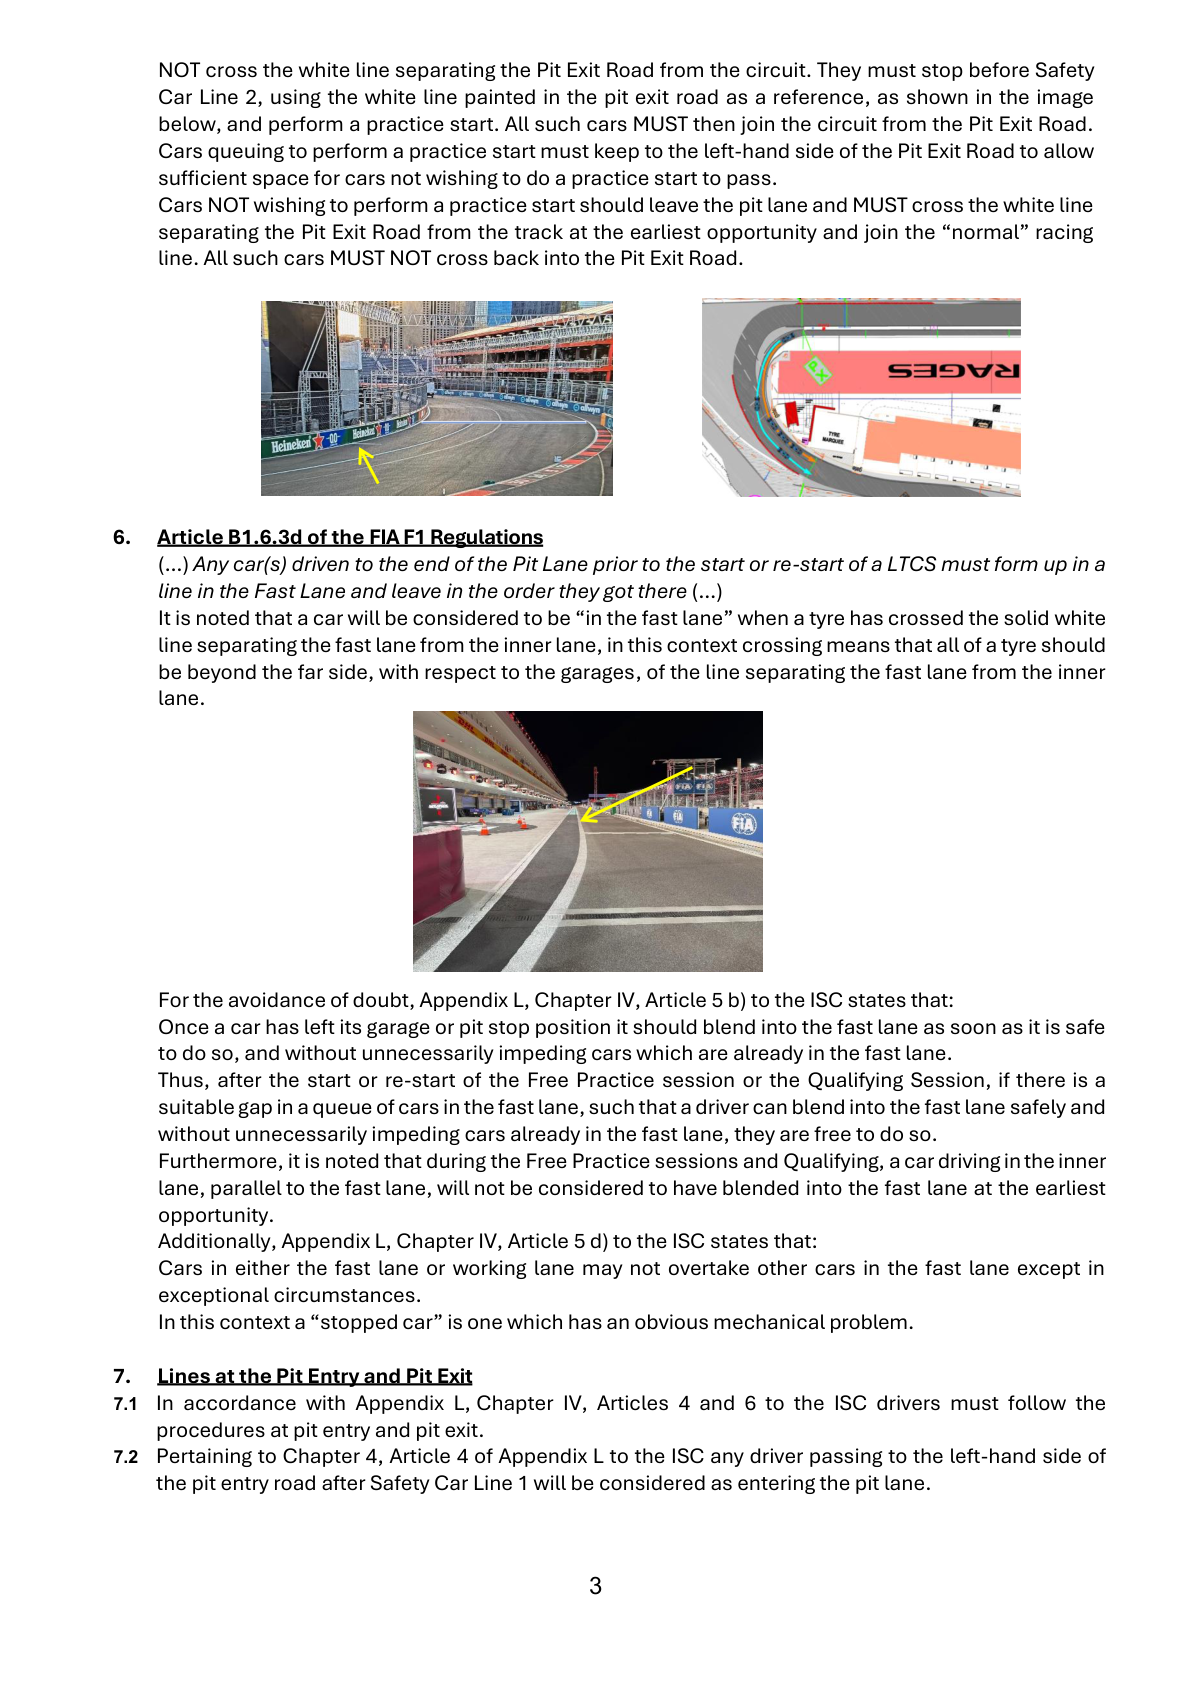 NOT cross the white line separating the Pit Exit Road from the circuit. They must stop before Safety
Car Line 2, using the white line painted in the pit exit road as a reference, as shown in the image
below, and perform a practice start. All such cars MUST then join the circuit from the Pit Exit Road.
Cars queuing to perform a practice start must keep to the left-hand side of the Pit Exit Road to allow
sufficient space for cars not wishing to do a practice start to pass.
Cars NOT wishing to perform a practice start should leave the pit lane and MUST cross the white line
separating the Pit Exit Road from the track at the earliest opportunity and join the “normal” racing
line. All such cars MUST NOT cross back into the Pit Exit Road.
Heineken
Heineken
allwyn
allwyn
PX
RAGES
TYRE
MARQUEE
6. Article B1.6.3d of the FIA F1 Regulations
(...) Any car(s) driven to the end of the Pit Lane prior to the start or re-start of a LTCS must form up in a
line in the Fast Lane and leave in the order they got there (...)
It is noted that a car will be considered to be “in the fast lane” when a tyre has crossed the solid white
line separating the fast lane from the inner lane, in this context crossing means that all of a tyre should
be beyond the far side, with respect to the garages, of the line separating the fast lane from the inner
lane.
FIA FIA
FIA
FIA
For the avoidance of doubt, Appendix L, Chapter IV, Article 5 b) to the ISC states that:
Once a car has left its garage or pit stop position it should blend into the fast lane as soon as it is safe
to do so, and without unnecessarily impeding cars which are already in the fast lane.
Thus, after the start or re-start of the Free Practice session or the Qualifying Session, if there is a
suitable gap in a queue of cars in the fast lane, such that a driver can blend into the fast lane safely and
without unnecessarily impeding cars already in the fast lane, they are free to do so.
Furthermore, it is noted that during the Free Practice sessions and Qualifying, a car driving in the inner
lane, parallel to the fast lane, will not be considered to have blended into the fast lane at the earliest
opportunity.
Additionally, Appendix L, Chapter IV, Article 5 d) to the ISC states that:
Cars in either the fast lane or working lane may not overtake other cars in the fast lane except in
exceptional circumstances.
In this context a “stopped car” is one which has an obvious mechanical problem.
7. Lines at the Pit Entry and Pit Exit
7.1 In accordance with Appendix L, Chapter IV, Articles 4 and 6 to the ISC drivers must follow the
procedures at pit entry and pit exit.
7.2 Pertaining to Chapter 4, Article 4 of Appendix L to the ISC any driver passing to the left-hand side of
the pit entry road after Safety Car Line 1 will be considered as entering the pit lane.
3